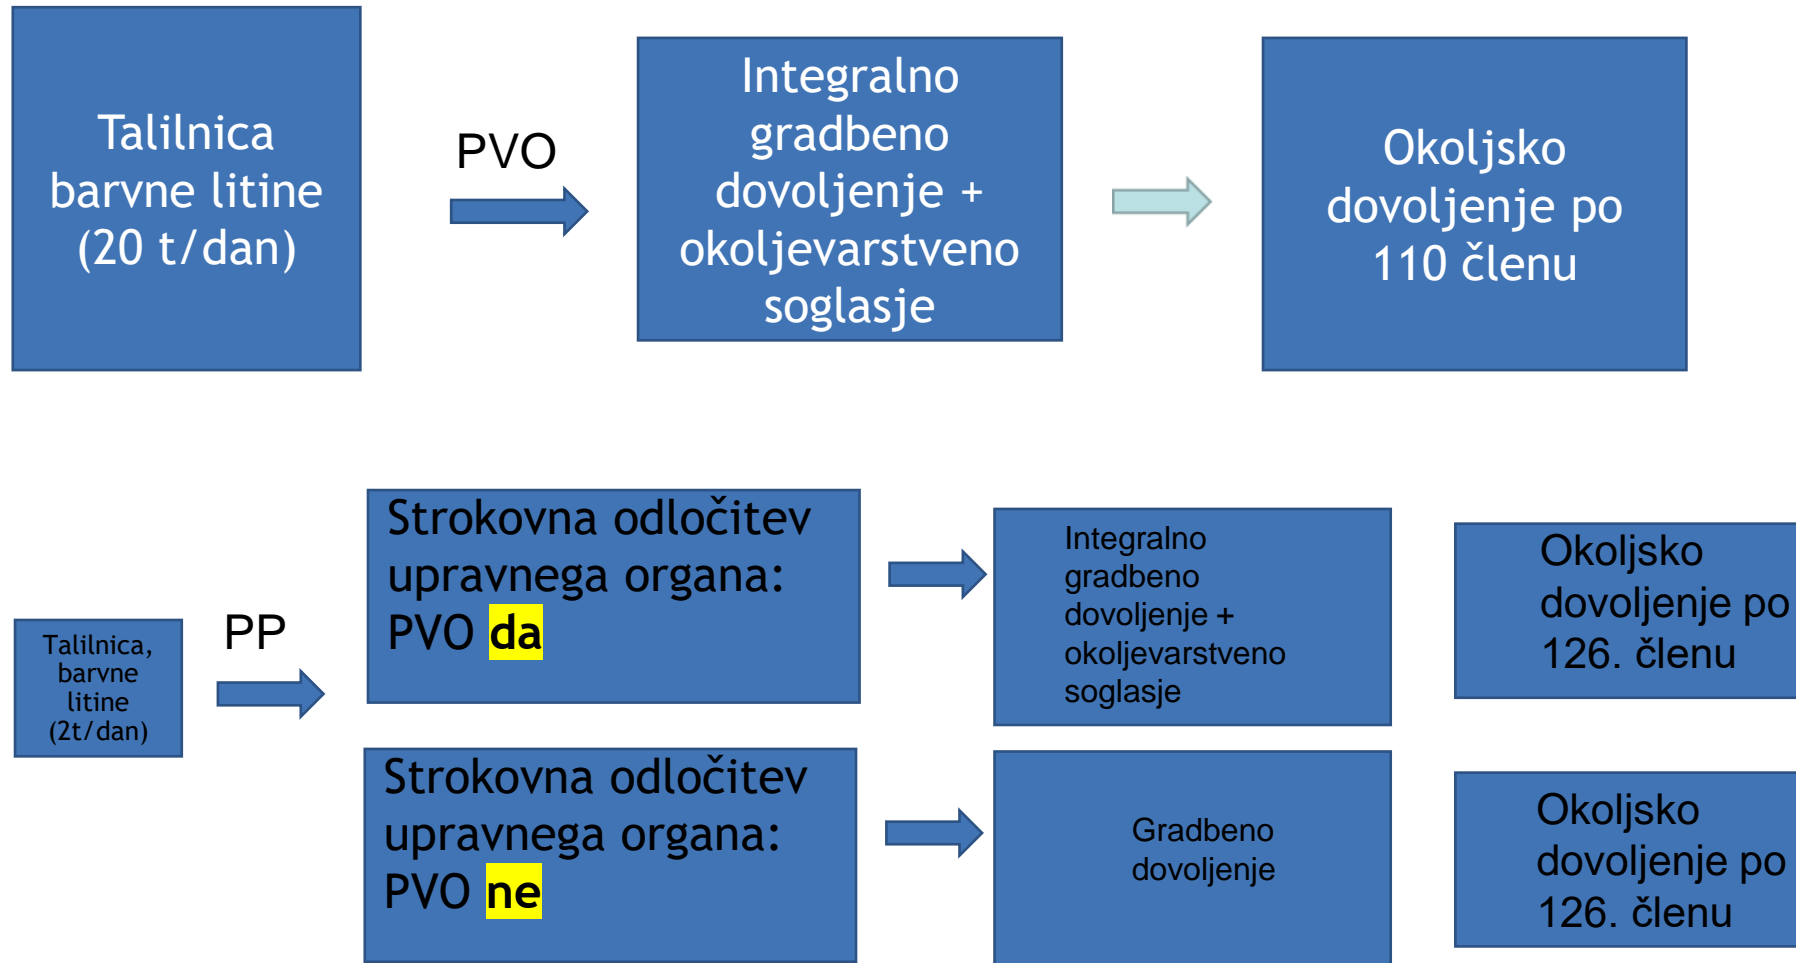 Talilnica
barvne litine
(20 t/dan)
PVO
Integralno
gradbeno
dovoljenje +
okoljevarstveno
soglasje
Okoljsko
dovoljenje po
110 členu
Talilnica,
barvne
litine
(2t/dan)
PP
Strokovna odločitev
upravnega organa:
PVO da
Integralno
gradbeno
dovoljenje +
okoljevarstveno
soglasje
Okoljsko
dovoljenje po
126. členu
Strokovna odločitev
upravnega organa:
PVO ne
Gradbeno
dovoljenje
Okoljsko
dovoljenje po
126. členu